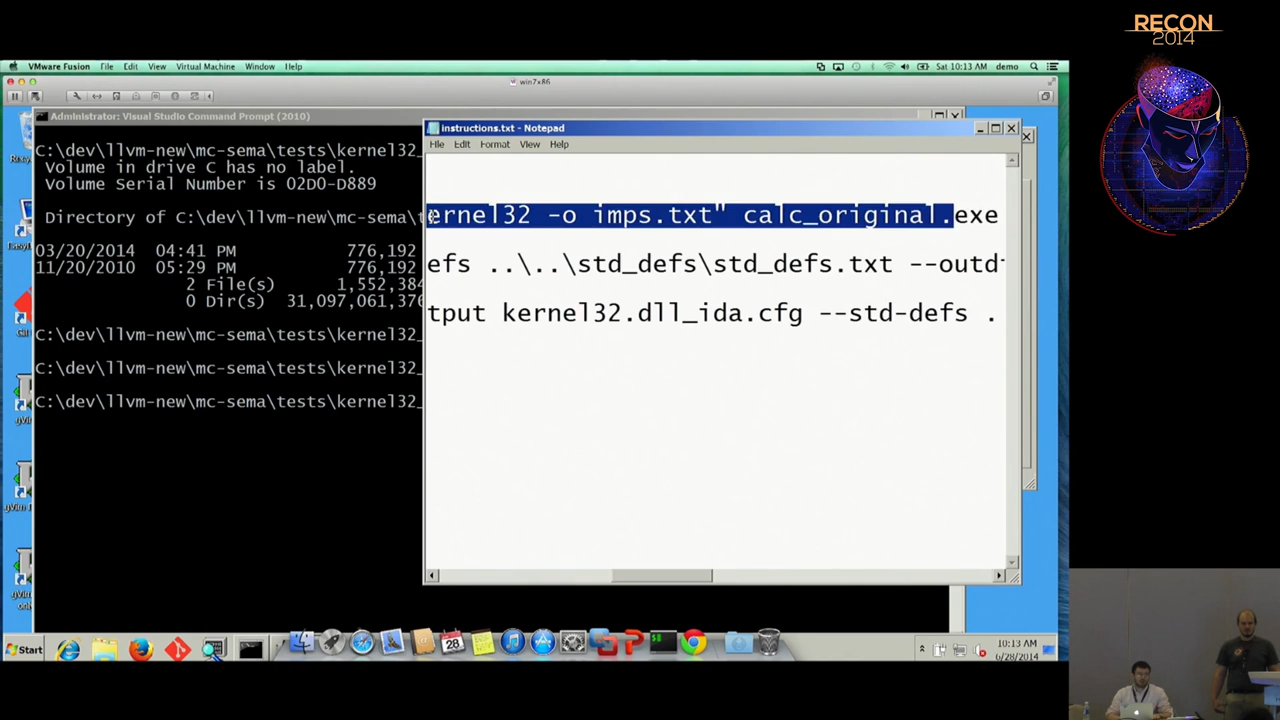 RECON
2014
VMware Fusion File Edit View Virtual Machine Window Help
Sat 10:13 AM demo
win7x86
Administrator: Visual Studio Command Prompt (2010)
C:\dev\llvm-new\mc-sema\tests\kernel32_
Volume in drive C has no label.
Volume Serial Number is 02D0-D889
Directory of C:\dev\llvm-new\mc-sema\t
03/20/2014 04:41 PM 776,192
11/20/2010 05:29 PM 776,192
2 File(s) 1,552,384
0 Dir(s) 31,097,061,376
C:\dev\llvm-new\mc-sema\tests\kernel32_
C:\dev\llvm-new\mc-sema\tests\kernel32_
C:\dev\llvm-new\mc-sema\tests\kernel32_
instructions.txt - Notepad
File Edit Format View Help
ernel32 -o imps.txt" calc_original.exe
efs ..\..\std_defs\std_defs.txt --outd
tput kernel32.dll_ida.cfg --std-defs .
Start
28
10:13 AM
6/28/2014